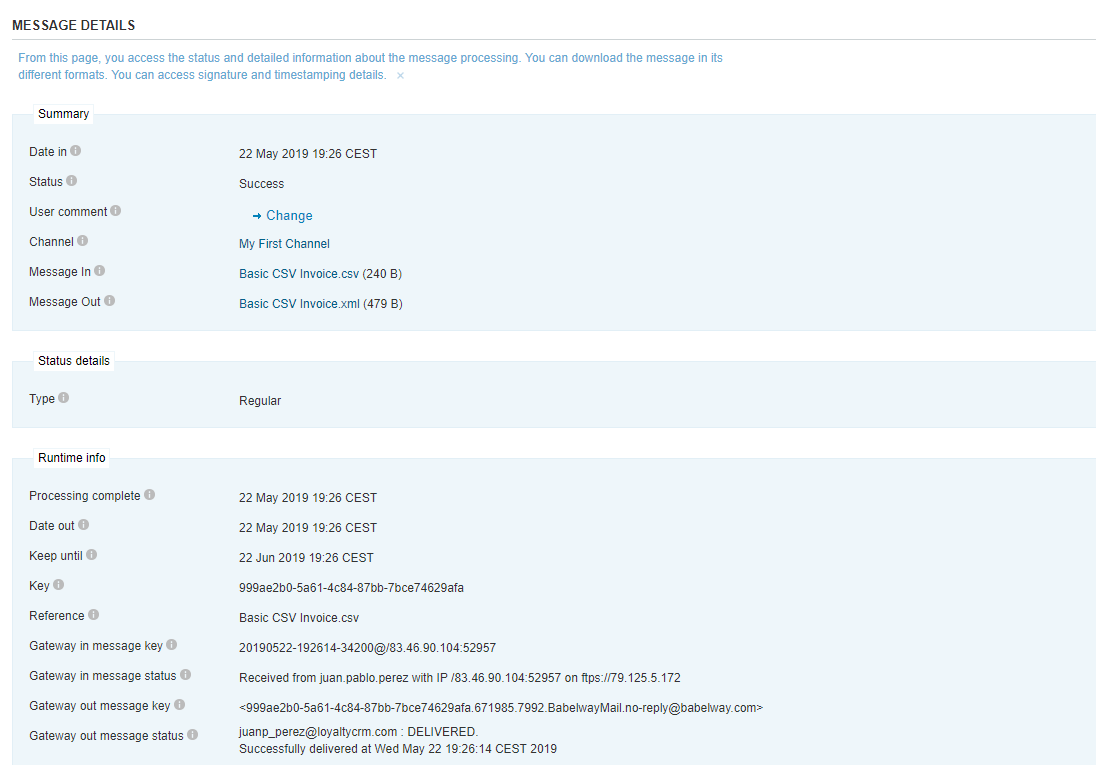 MESSAGE DETAILS
From this page, you access the status and detailed information about the message processing. You can download the message in its
different formats. You can access signature and timestamping details. ×
Summary
Date in
22 May 2019 19:26 CEST
Status
Success
User comment
➜ Change
Channel
My First Channel
Message In
Basic CSV Invoice.csv (240 B)
Message Out
Basic CSV Invoice.xml (479 B)
Status details
Type
Regular
Runtime info
Processing complete
22 May 2019 19:26 CEST
Date out
22 May 2019 19:26 CEST
Keep until
22 Jun 2019 19:26 CEST
Key
999ae2b0-5a61-4c84-87bb-7bce74629afa
Reference
Basic CSV Invoice.csv
Gateway in message key
20190522-192614-34200@/83.46.90.104:52957
Gateway in message status
Received from juan.pablo.perez with IP /83.46.90.104:52957 on ftps://79.125.5.172
Gateway out message key
<999ae2b0-5a61-4c84-87bb-7bce74629afa.671985.7992.BabelwayMail.no-reply@babelway.com>
Gateway out message status
juanp_perez@loyaltycrm.com : DELIVERED.
Successfully delivered at Wed May 22 19:26:14 CEST 2019